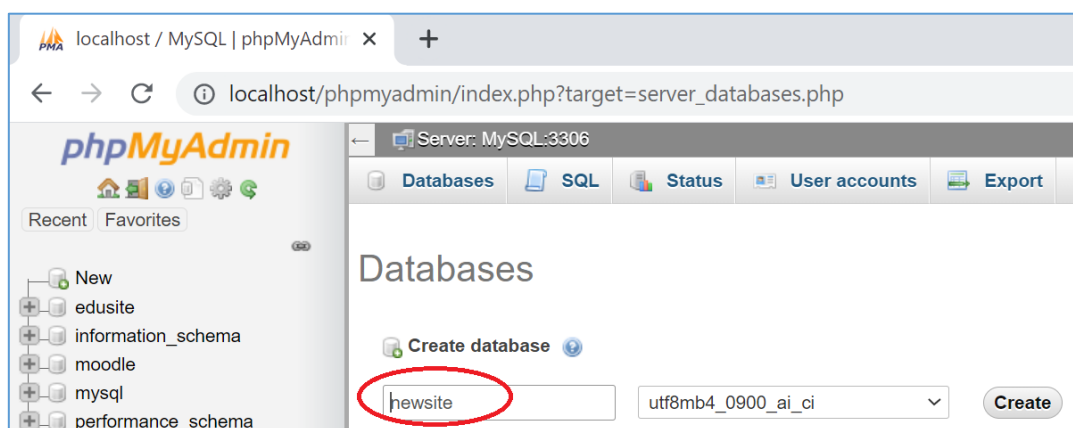 PMA localhost / MySQL | phpMyAdmin
localhost/phpmyadmin/index.php?target=server_databases.php
phpMyAdmin
Recent Favorites
New
edusite
information_schema
moodle
mysql
performance_schema
Server: MySQL:3306
Databases SQL Status User accounts Export
Databases
Create database
newsite utf8mb4_0900_ai_ci Create